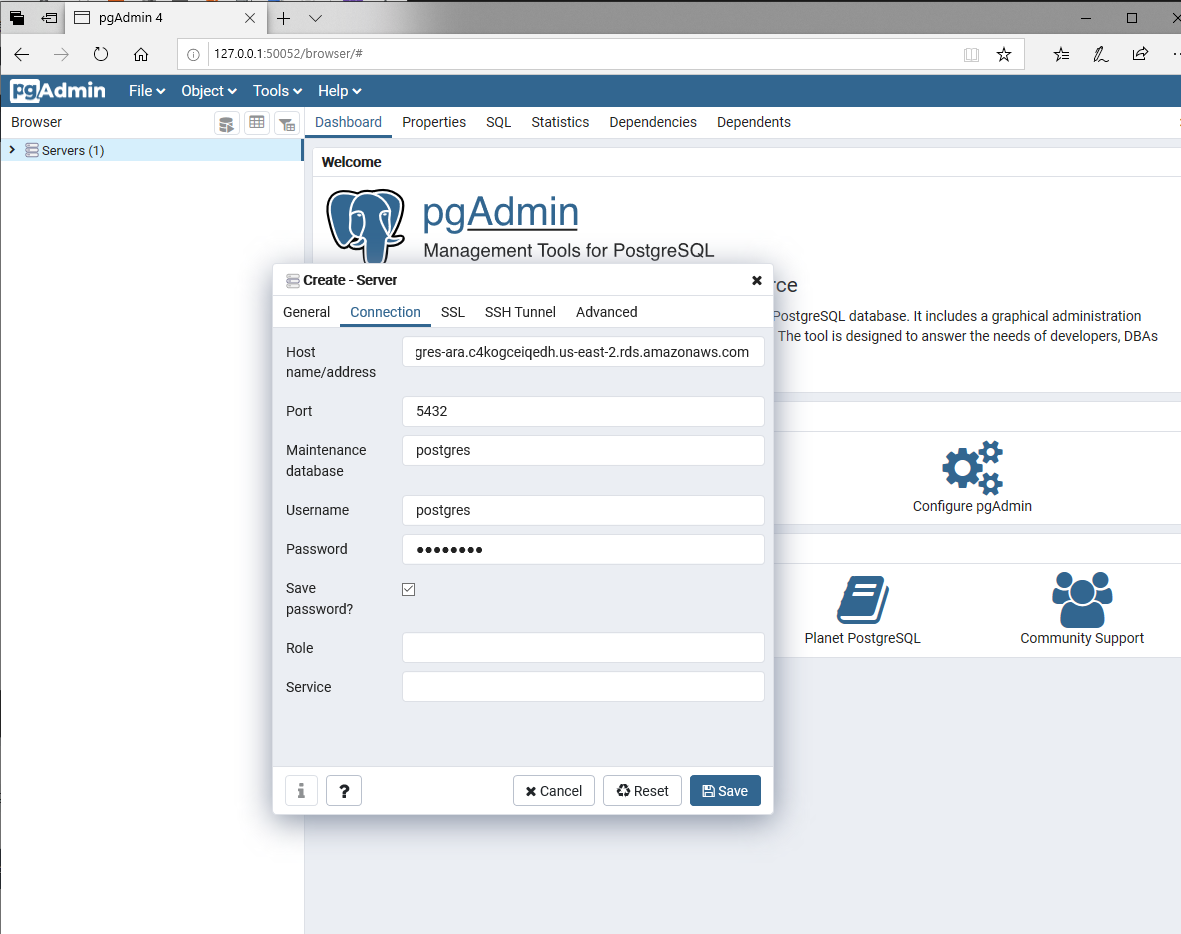 pgAdmin 4
127.0.0.1:50052/browser/#
pgAdmin
File Object Tools Help
Browser
Dashboard Properties SQL Statistics Dependencies Dependents
Servers (1)
Welcome
pgAdmin
Management Tools for PostgreSQL
rce
PostgreSQL database. It includes a graphical administration
The tool is designed to answer the needs of developers, DBAs
Create - Server
General Connection SSL SSH Tunnel Advanced
Host name/address
gres-ara.c4kogceiqedh.us-east-2.rds.amazonaws.com
Port
5432
Maintenance database
postgres
Username
postgres
Password
••••••••
Save password?
Role
Service
i ? Cancel Reset Save
Configure pgAdmin
Planet PostgreSQL
Community Support